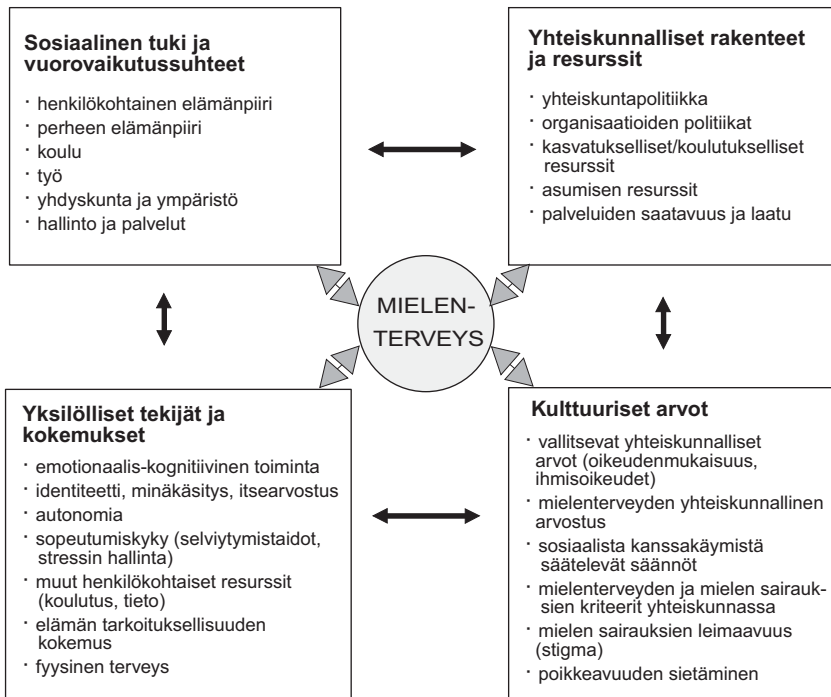 Sosiaalinen tuki ja
vuorovaikutussuhteet
· henkilökohtainen elämänpiiri
· perheen elämänpiiri
· koulu
· työ
· yhdyskunta ja ympäristö
· hallinto ja palvelut
Yhteiskunnalliset rakenteet
ja resurssit
· yhteiskuntapolitiikka
· organisaatioiden politiikat
· kasvatukselliset/koulutukselliset
resurssit
· asumisen resurssit
· palveluiden saatavuus ja laatu
MIELEN-
TERVEYS
Yksilölliset tekijät ja
kokemukset
· emotionaalis-kognitiivinen toiminta
· identiteetti, minäkäsitys, itsearvostus
· autonomia
· sopeutumiskyky (selviytymistaidot,
stressin hallinta)
· muut henkilökohtaiset resurssit
(koulutus, tieto)
· elämän tarkoituksellisuuden
kokemus
· fyysinen terveys
Kulttuuriset arvot
· vallitsevat yhteiskunnalliset
arvot (oikeudenmukaisuus,
ihmisoikeudet)
· mielenterveyden yhteiskunnallinen
arvostus
· sosiaalista kanssakäymistä
säätelevät säännöt
· mielenterveyden ja mielen sairauk-
sien kriteerit yhteiskunnassa
· mielen sairauksien leimaavuus
(stigma)
· poikkeavuuden sietäminen